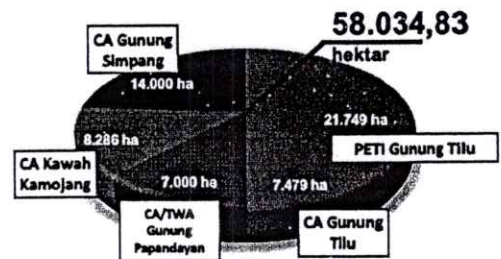 58.034,83
hektar
CA Gunung
Simpang
14.000 ha
21.749 ha
PETI Gunung Tilu
8.286 ha
CA Kawah
Kamojang
7.000 ha
7.479 ha
CA/TWA
Gunung
Papandayan
CA Gunung
Tilu